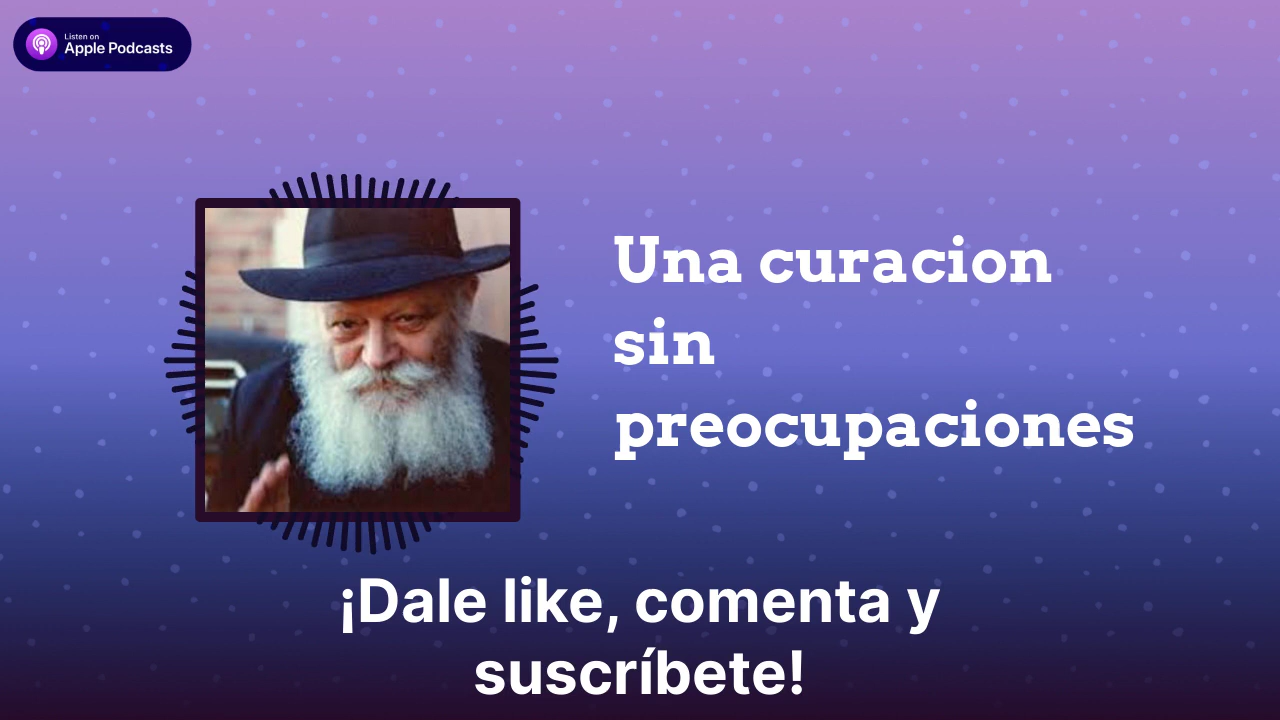 Listen on
Apple Podcasts
Una curacion
sin
preocupaciones
¡Dale like, comenta y
suscríbete!